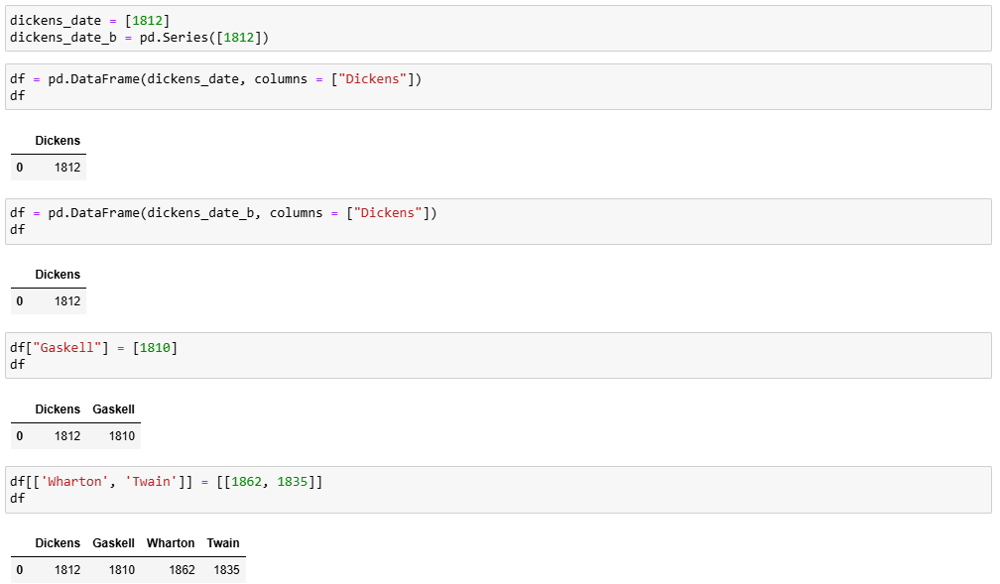 dickens_date = [1812]
dickens_date_b = pd.Series([1812])
df = pd.DataFrame(dickens_date, columns = ["Dickens"])
df
Dickens
0 1812
df = pd.DataFrame(dickens_date_b, columns = ["Dickens"])
df
Dickens
0 1812
df["Gaskell"] = [1810]
df
Dickens Gaskell
0 1812 1810
df[['Wharton', 'Twain']] = [[1862, 1835]]
df
Dickens Gaskell Wharton Twain
0 1812 1810 1862 1835